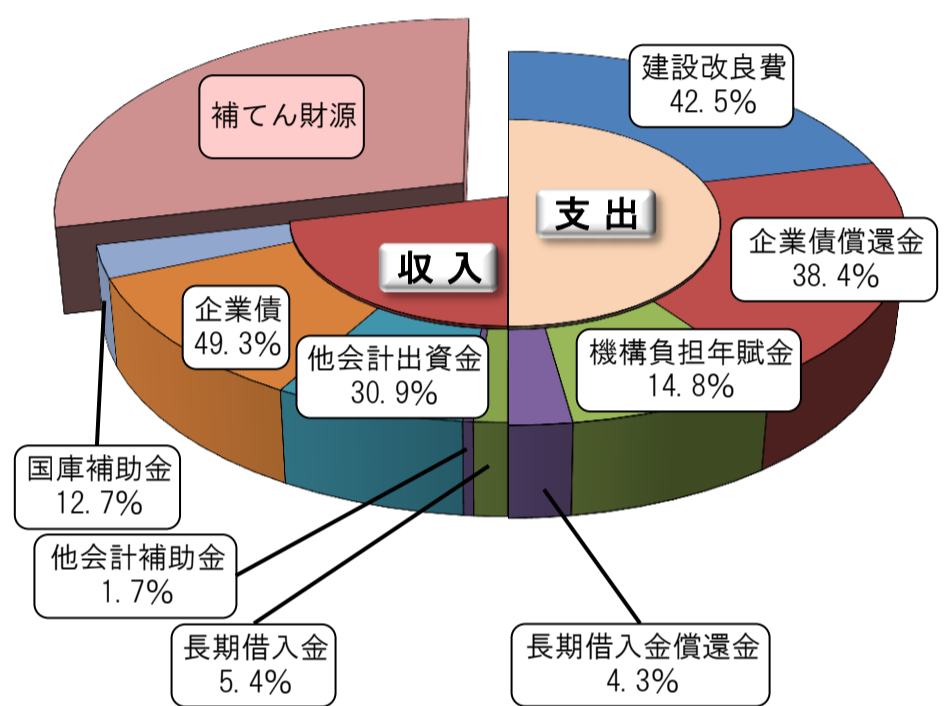 補てん財源
建設改良費
42.5%
支出
収入
企業債償還金
38.4%
企業債
49.3%
他会計出資金
30.9%
機構負担年賦金
14.8%
国庫補助金
12.7%
他会計補助金
1.7%
長期借入金
5.4%
長期借入金償還金
4.3%